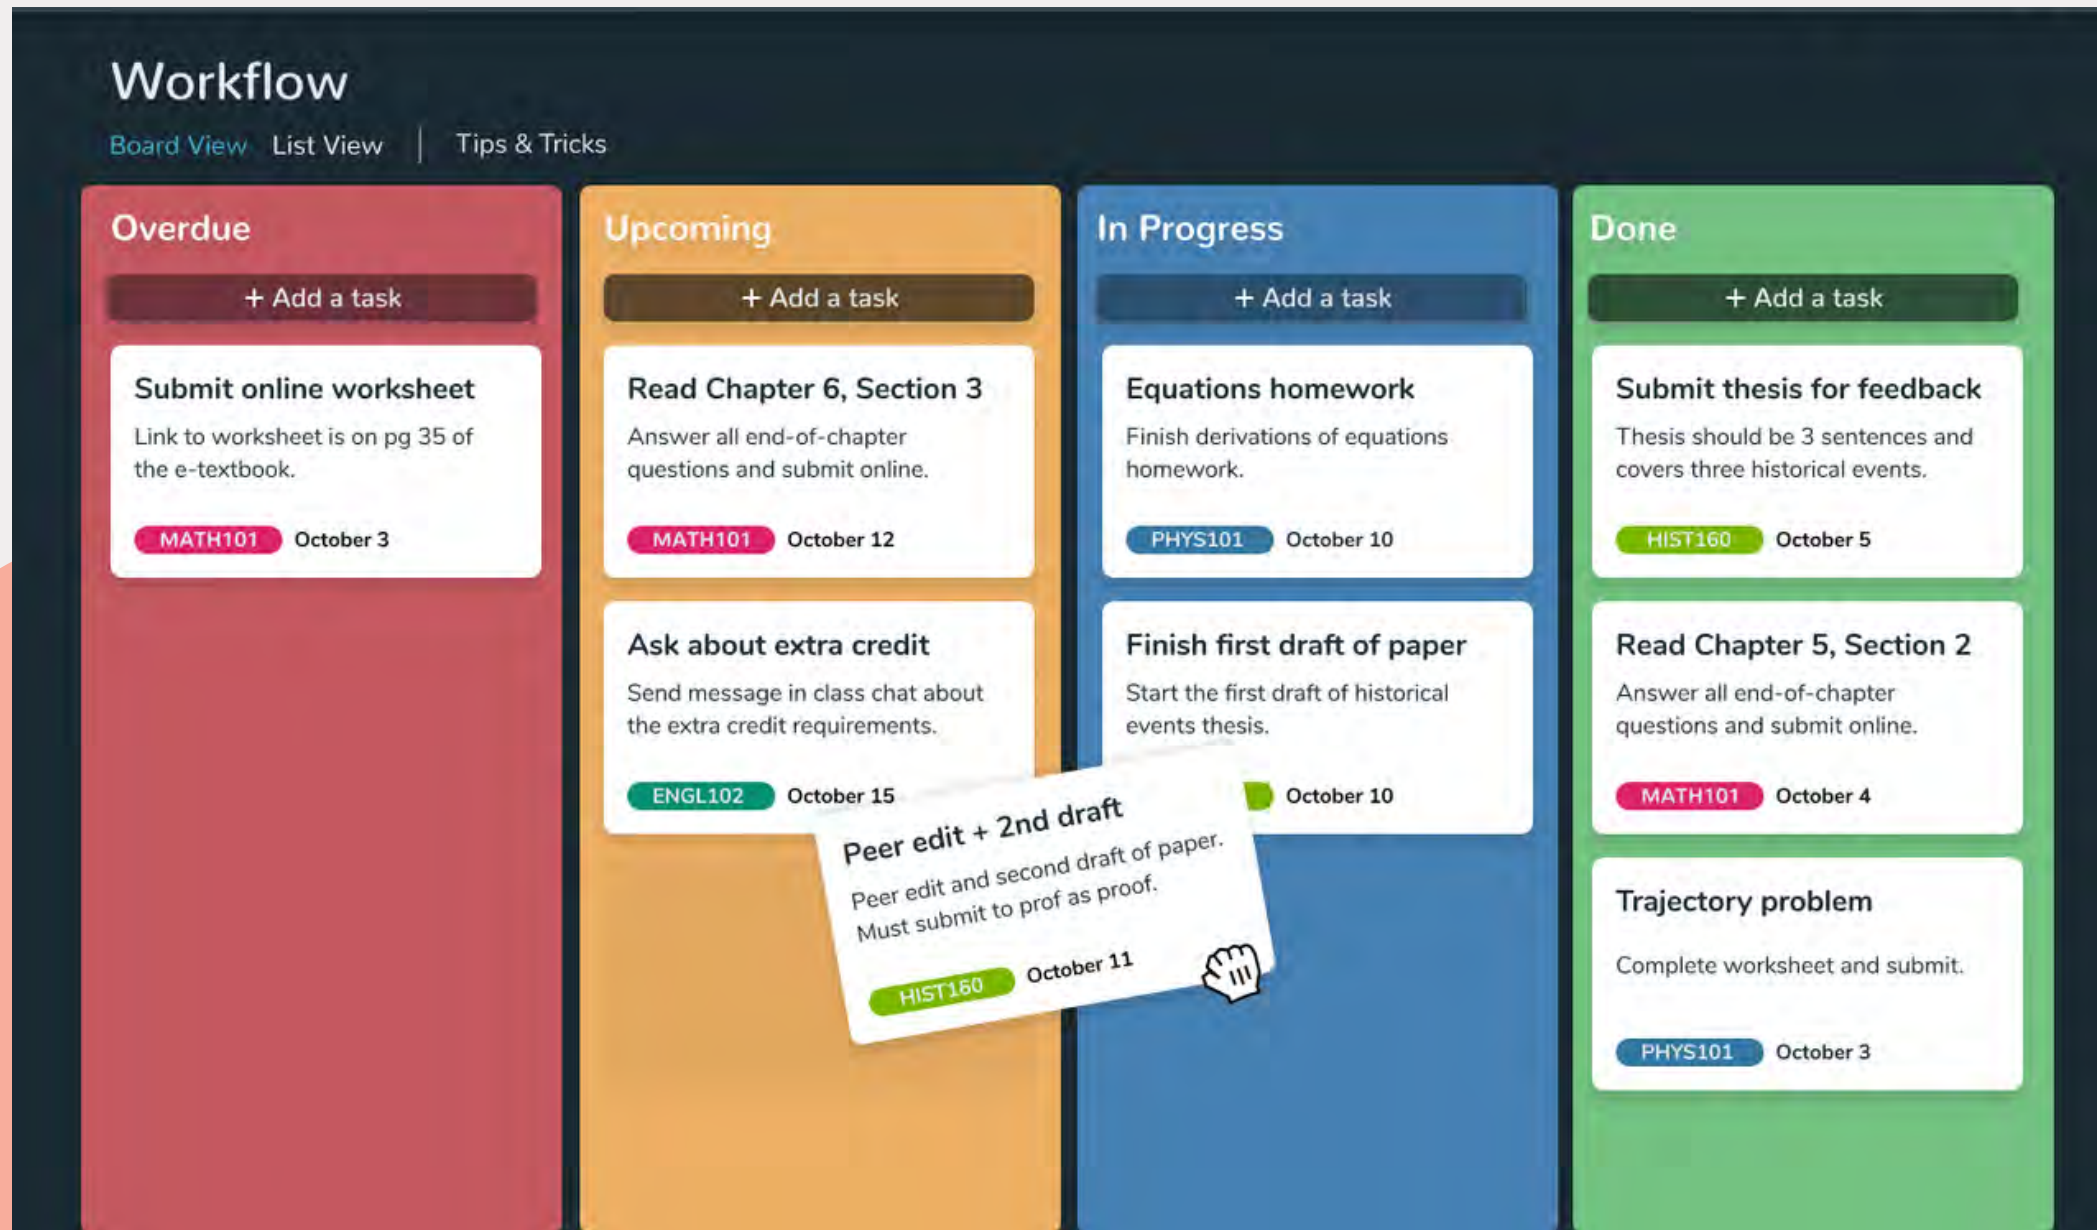 Workflow
Board View List View | Tips & Tricks
Overdue
+ Add a task
Submit online worksheet
Link to worksheet is on pg 35 of
the e-textbook.
MATH101 October 3
Upcoming
+ Add a task
Read Chapter 6, Section 3
Answer all end-of-chapter
questions and submit online.
MATH101 October 12
Ask about extra credit
Send message in class chat about
the extra credit requirements.
ENGL102 October 15
Peer edit + 2nd draft
Peer edit and second draft of paper.
Must submit to prof as proof.
HIST160 October 11
In Progress
+ Add a task
Equations homework
Finish derivations of equations
homework.
PHYS101 October 10
Finish first draft of paper
Start the first draft of historical
events thesis.
October 10
Done
+ Add a task
Submit thesis for feedback
Thesis should be 3 sentences and
covers three historical events.
HIST160 October 5
Read Chapter 5, Section 2
Answer all end-of-chapter
questions and submit online.
MATH101 October 4
Trajectory problem
Complete worksheet and submit.
PHYS101 October 3